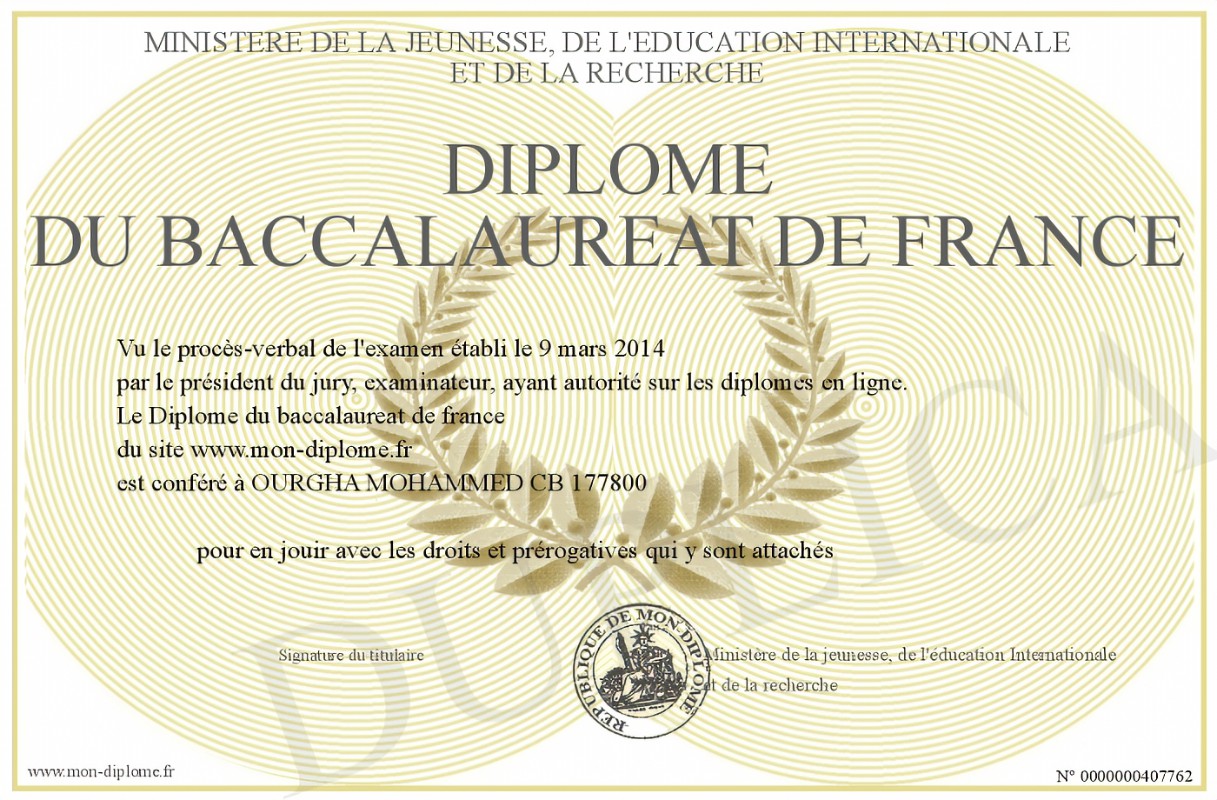 MINISTERE DE LA JEUNESSE, DE L'EDUCATION INTERNATIONALE
ET DE LA RECHERCHE
DIPLOME
DU BACCALAUREAT DE FRANCE
Vu le procès-verbal de l'examen établi le 9 mars 2014
par le président du jury, examinateur, ayant autorité sur les diplomes en ligne.
Le Diplome du baccalaureat de france
du site www.mon-diplome.fr
est conféré à OURGHA MOHAMMED CB 177800
pour en jouir avec les droits et prérogatives qui y sont attachés
DUPLICA
REPUBLIQUE DE MON-DIPLOME
Signature du titulaire
Ministère de la jeunesse, de l'éducation Internationale
et de la recherche
www.mon-diplome.fr
N° 0000000407762